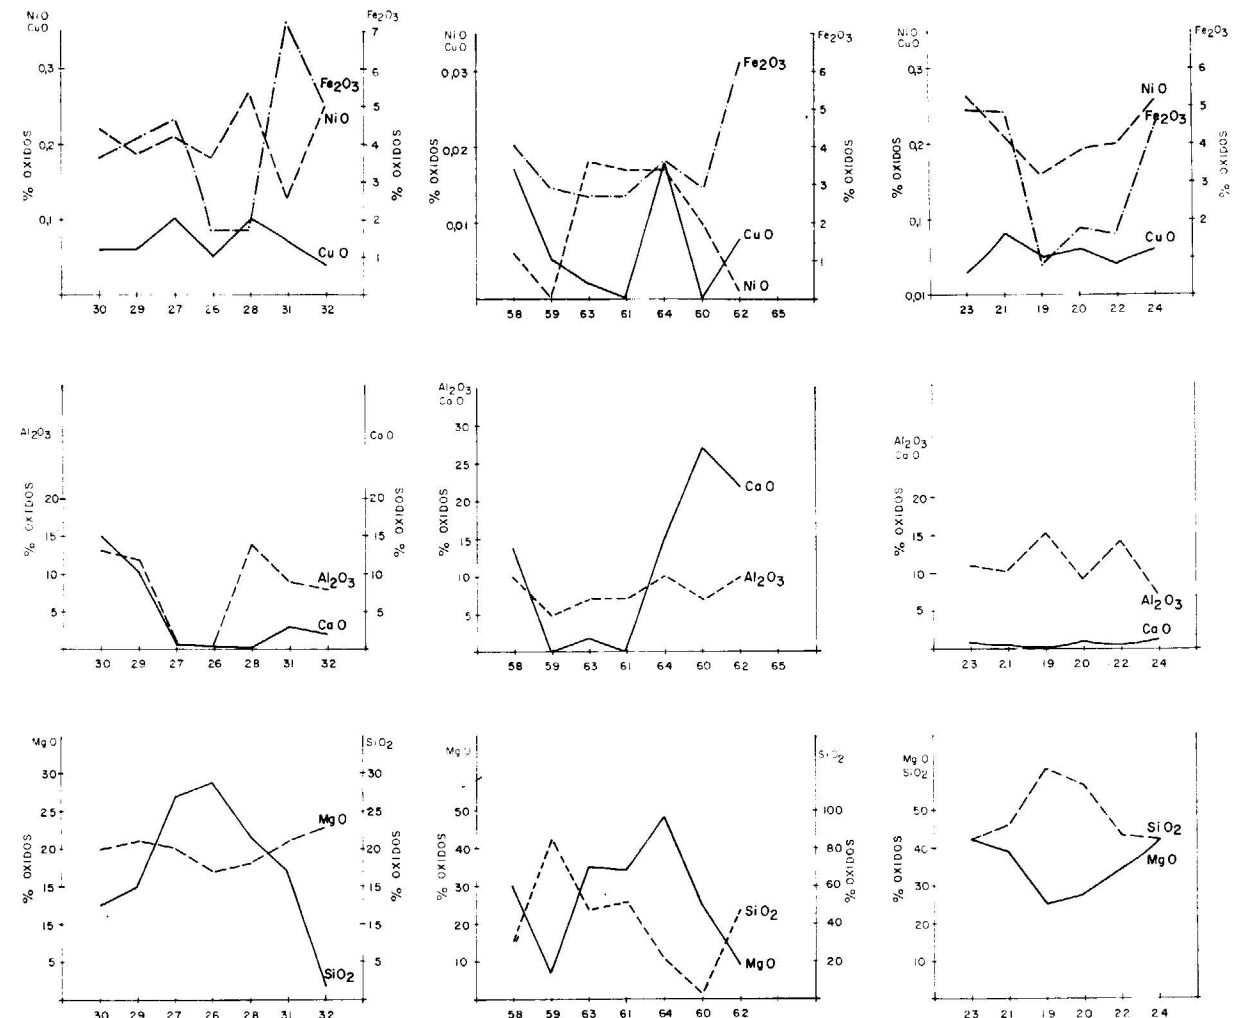 NiO
CuO
Fe2O3
7
0,3
6
Fe2O3
5
NiO
0,2
4
% OXIDOS
% OXIDOS
3
0,1
2
CuO
1
30 29 27 26 28 31 32
NiO
CuO
Fe2O3
0,03
6
Fe2O3
5
0,02
4
% OXIDOS
% OXIDOS
3
0,01
2
CuO
1
NiO
58 59 63 61 64 60 62 65
NiO
CuO
Fe2O3
0,3
6
NiO
5
Fe2O3
0,2
4
% OXIDOS
% OXIDOS
3
0,1
2
CuO
0,01
23 21 19 20 22 24
Al2O3
CaO
20
20
% OXIDOS
% OXIDOS
15
15
10
10
Al2O3
5
5
CaO
30 29 27 26 28 31 32
Al2O3
CaO
30
25
CaO
20
% OXIDOS
15
10
Al2O3
5
58 59 63 61 64 60 62 65
Al2O3
CaO
20
% OXIDOS
15
10
Al2O3
5
CaO
23 21 19 20 22 24
MgO
SiO2
30
30
25
25
MgO
20
20
% OXIDOS
% OXIDOS
15
15
15
15
5
5
SiO2
30 29 27 26 28 31 32
MgO
SiO2
50
100
40
80
% OXIDOS
% OXIDOS
30
60
SiO2
20
40
10
20
MgO
58 59 63 61 64 60 62
MgO
SiO2
50
SiO2
40
MgO
% OXIDOS
30
20
10
23 21 19 20 22 24